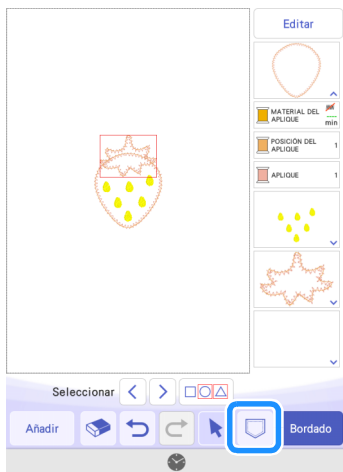 Editar
MATERIAL DEL
APLIQUE
min
POSICIÓN DEL
APLIQUE
1
APLIQUE
1
Seleccionar
Añadir
Bordado